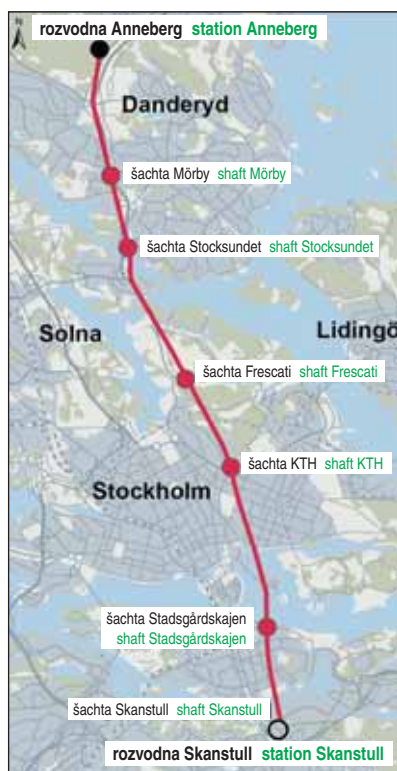 N
rozvodna Anneberg station Anneberg
Danderyd
šachta Mörby shaft Mörby
šachta Stocksundet shaft Stocksundet
Solna
Lidingö
šachta Frescati shaft Frescati
šachta KTH shaft KTH
Stockholm
šachta Stadsgårdskajen
shaft Stadsgårdskajen
šachta Skanstull shaft Skanstull
rozvodna Skanstull station Skanstull